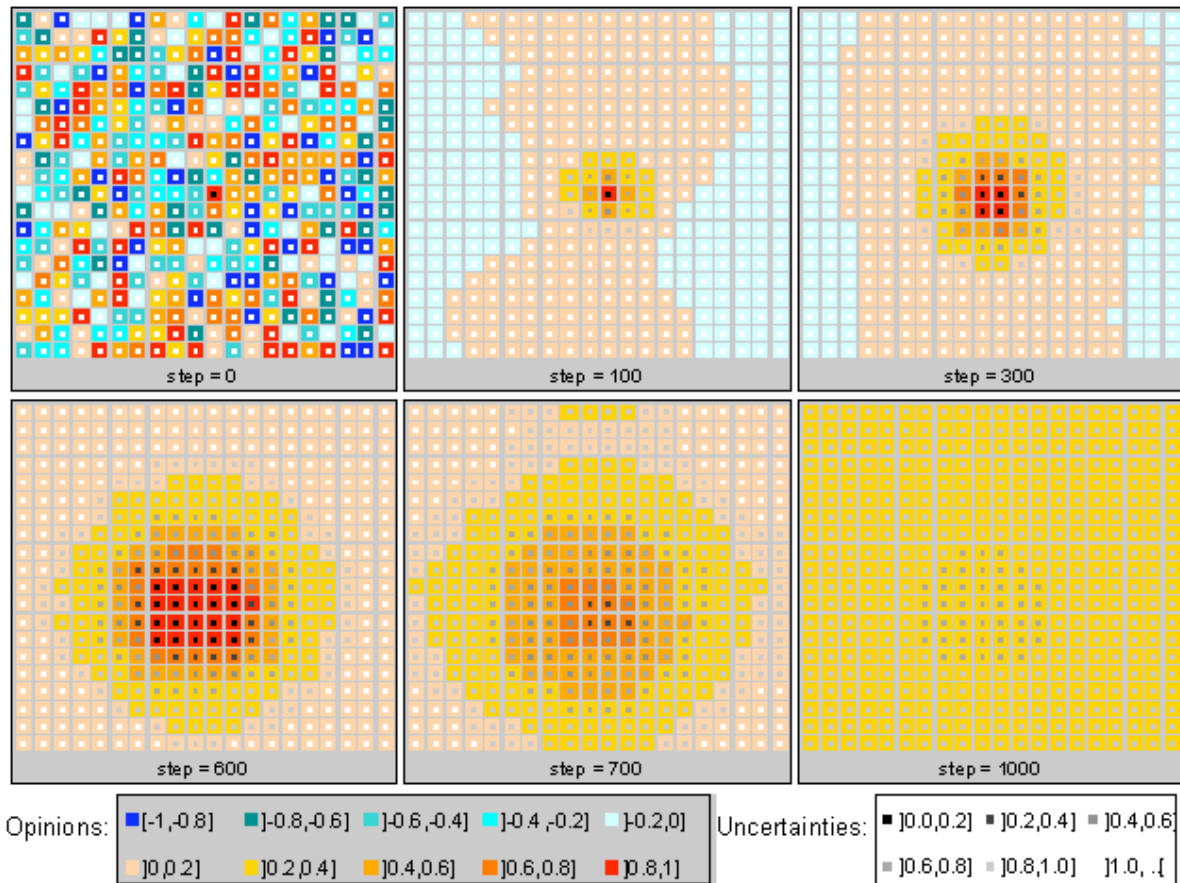 step = 0
step = 100
step = 300
step = 600
step = 700
step = 1000
Opinions: [-1,-0.8] ]-0.8,-0.6] ]-0.6,-0.4] ]-0.4,-0.2] ]-0.2,0]
]0,0.2] ]0.2,0.4] ]0.4,0.6] ]0.6,0.8] ]0.8,1]
Uncertainties: ]0.0,0.2] ]0.2,0.4] ]0.4,0.6]
]0.6,0.8] ]0.8,1.0] ]1.0, ..[